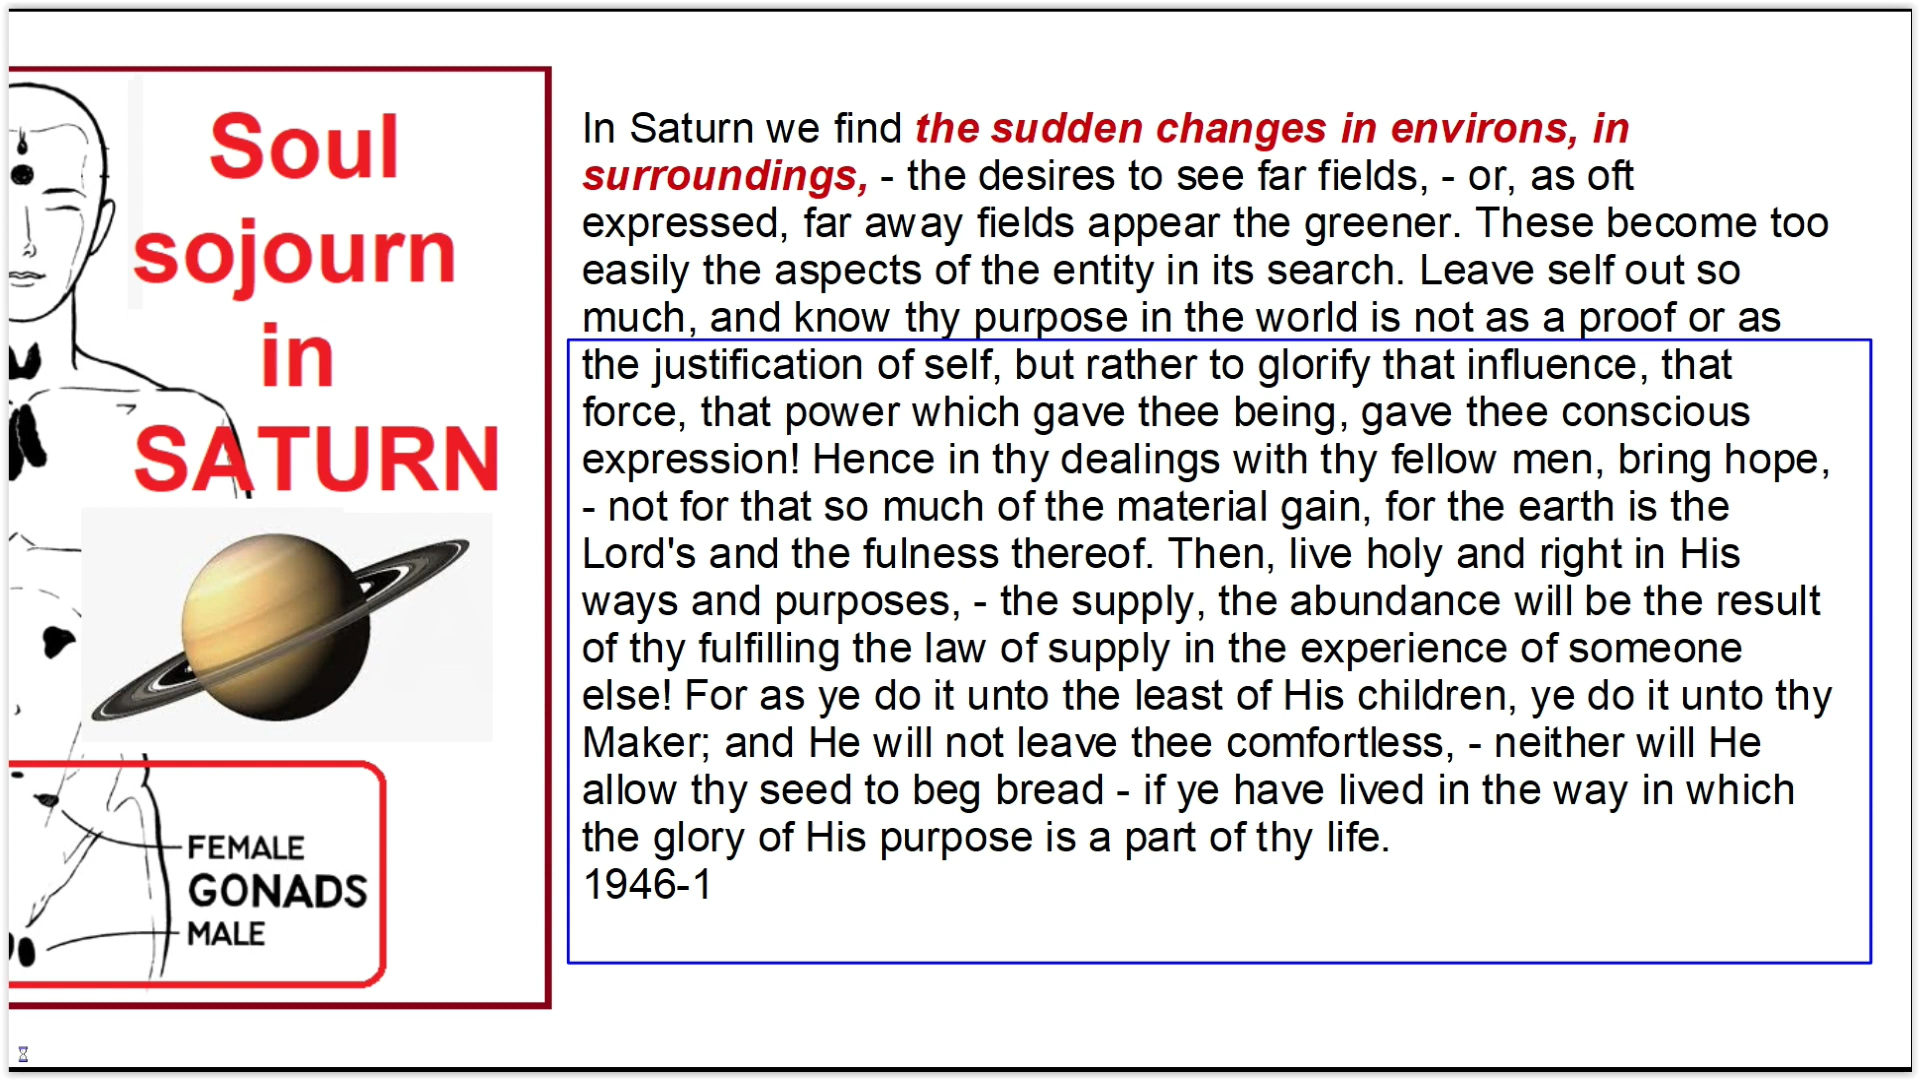 Soul
sojourn
in
SATURN
FEMALE
GONADS
MALE
In Saturn we find the sudden changes in environs, in
surroundings, - the desires to see far fields, - or, as oft
expressed, far away fields appear the greener. These become too
easily the aspects of the entity in its search. Leave self out so
much, and know thy purpose in the world is not as a proof or as
the justification of self, but rather to glorify that influence, that
force, that power which gave thee being, gave thee conscious
expression! Hence in thy dealings with thy fellow men, bring hope,
- not for that so much of the material gain, for the earth is the
Lord's and the fulness thereof. Then, live holy and right in His
ways and purposes, - the supply, the abundance will be the result
of thy fulfilling the law of supply in the experience of someone
else! For as ye do it unto the least of His children, ye do it unto thy
Maker; and He will not leave thee comfortless, - neither will He
allow thy seed to beg bread - if ye have lived in the way in which
the glory of His purpose is a part of thy life.
1946-1